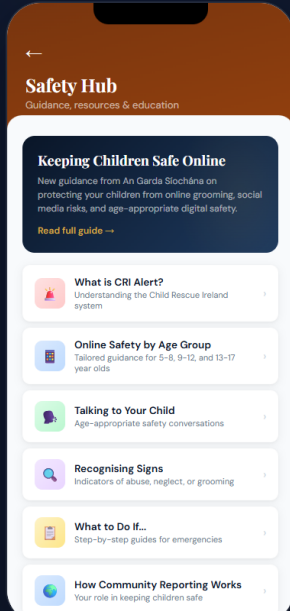 ←
Safety Hub
Guidance, resources & education
Keeping Children Safe Online
New guidance from An Garda Síochána on
protecting your children from online grooming, social
media risks, and age-appropriate digital safety.
Read full guide →
What is CRI Alert?
Understanding the Child Rescue Ireland
system
Online Safety by Age Group
Tailored guidance for 5-8, 9-12, and 13-17
year olds
Talking to Your Child
Age-appropriate safety conversations
Recognising Signs
Indicators of abuse, neglect, or grooming
What to Do If...
Step-by-step guides for emergencies
How Community Reporting Works
Your role in keeping children safe